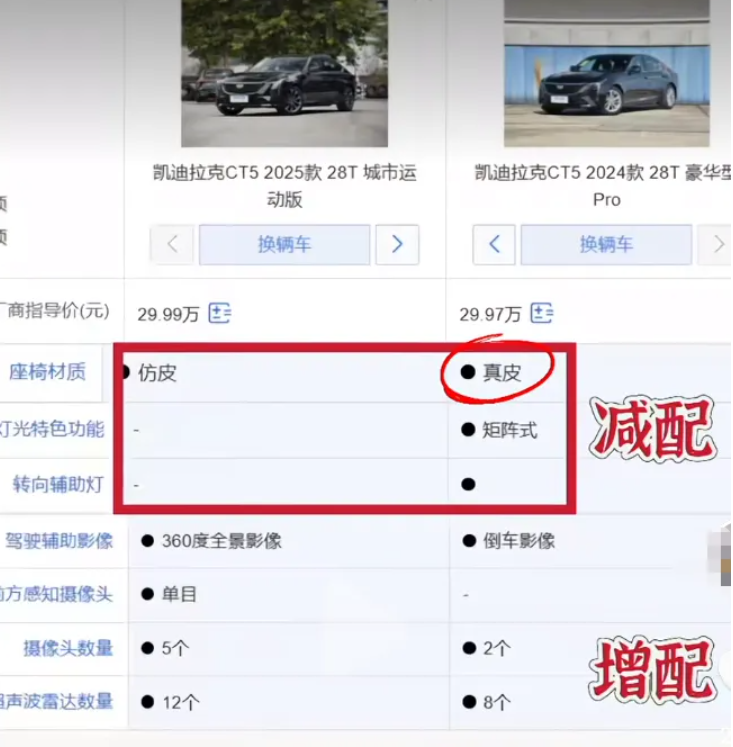 凯迪拉克CT5 2025款 28T 城市运
动版
凯迪拉克CT5 2024款 28T 豪华型
Pro
换辆车
换辆车
厂商指导价(元) 29.99万 29.97万
座椅材质 仿皮 真皮
灯光特色功能 - 矩阵式
减配
转向辅助灯 - ●
驾驶辅助影像 360度全景影像 倒车影像
前方感知摄像头 单目 -
摄像头数量 5个 2个
增配
超声波雷达数量 12个 8个